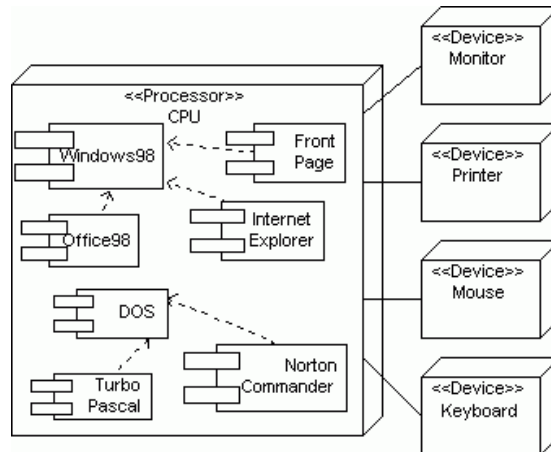 <<Processor>>
CPU
Windows98
Front
Page
Office98
Internet
Explorer
DOS
Turbo
Pascal
Norton
Commander
<<Device>>
Monitor
<<Device>>
Printer
<<Device>>
Mouse
<<Device>>
Keyboard